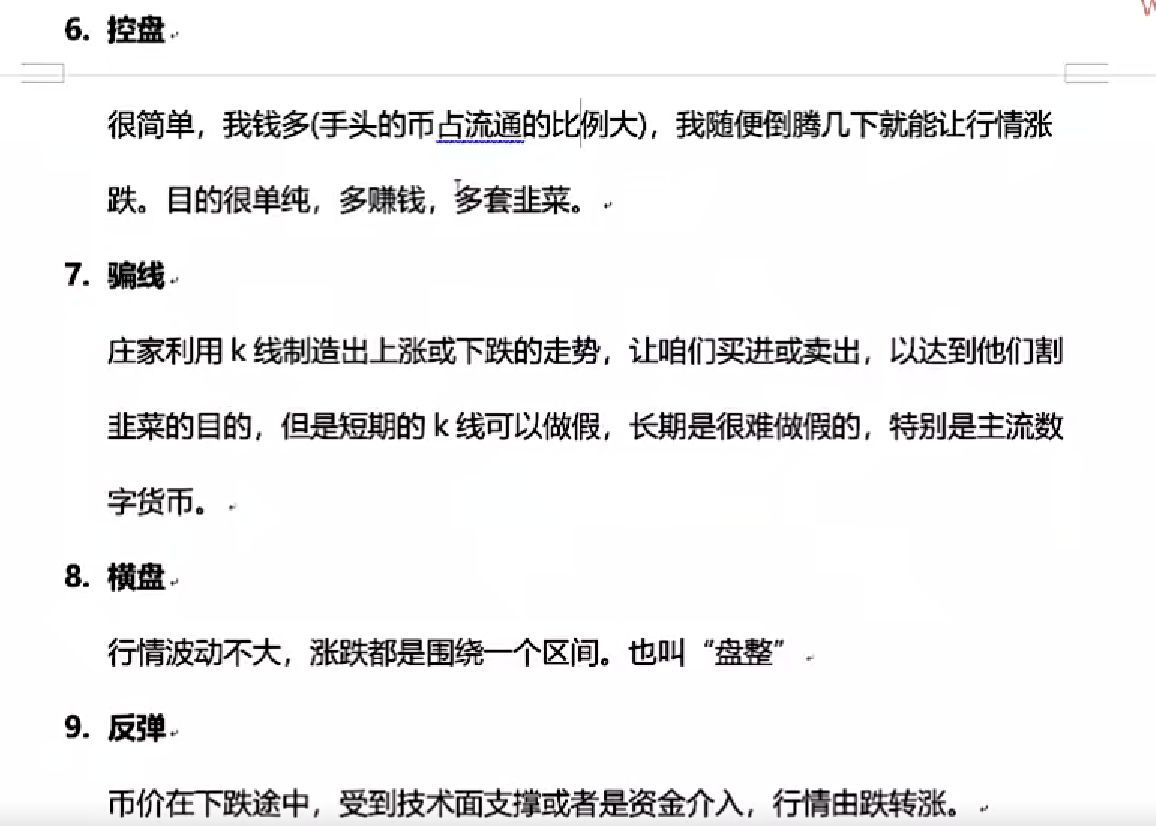 6. 控盘
很简单，我钱多(手头的币占流通的比例大)，我随便倒腾几下就能让行情涨
跌。目的很单纯，多赚钱，多套韭菜。
7. 骗线
庄家利用 k 线制造出上涨或下跌的走势，让咱们买进或卖出，以达到他们割
韭菜的目的，但是短期的 k 线可以做假，长期是很难做假的，特别是主流数
字货币。
8. 横盘
行情波动不大，涨跌都是围绕一个区间。也叫“盘整”
9. 反弹
币价在下跌途中，受到技术面支撑或者是资金介入，行情由跌转涨。